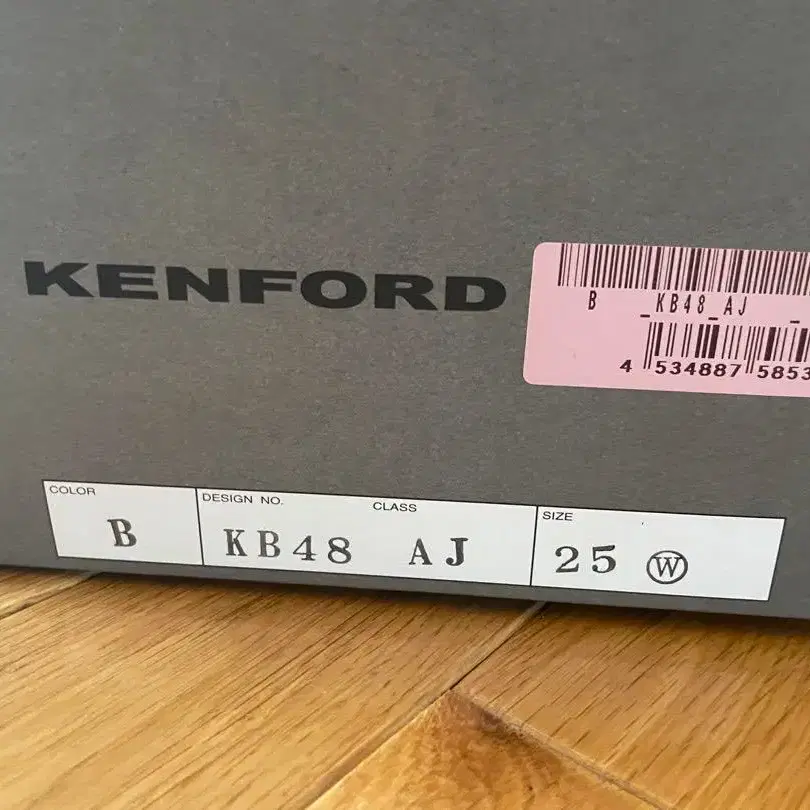 KENFORD
B _KB48_AJ _
4 534887 5853
COLOR
B
DESIGN NO. CLASS
KB48 AJ
SIZE
25 Ⓦ